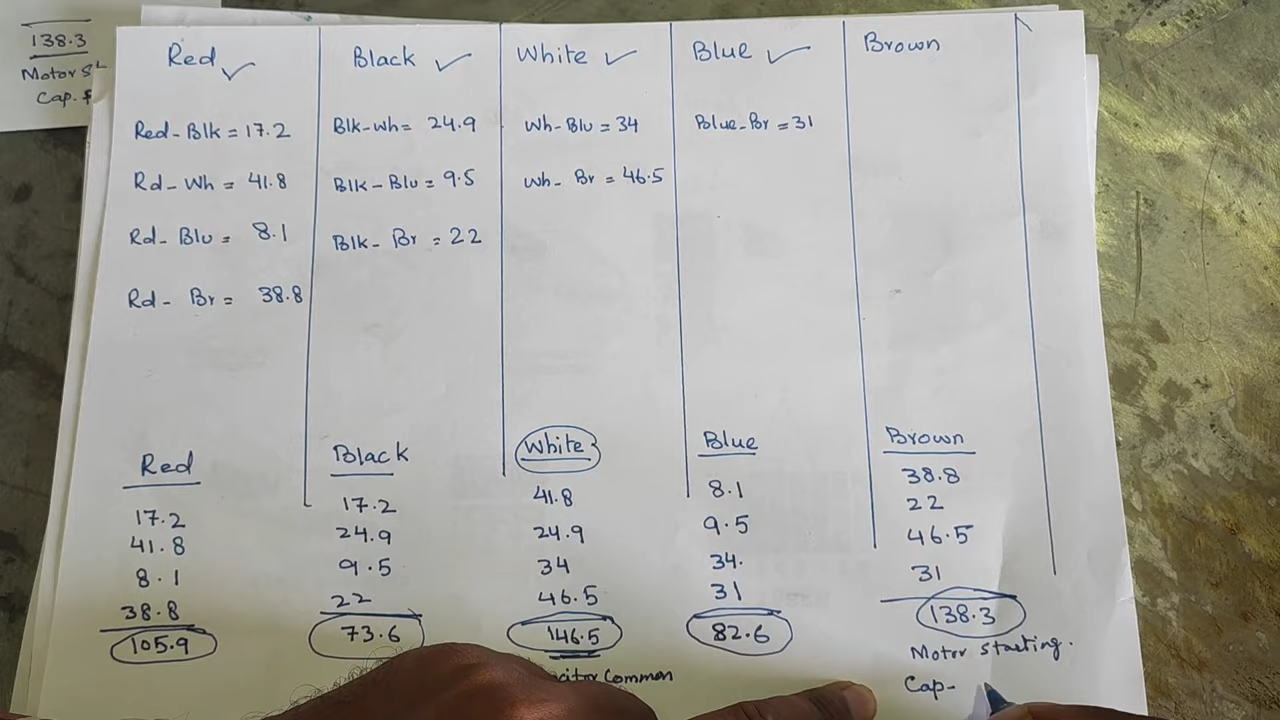 138.3
Motor St
Cap.
Red
Red-Blk = 17.2
Rd-Wh = 41.8
Rd-Blu = 8.1
Rd-Br = 38.8
Black
Blk-Wh = 24.9
Blk-Blu = 9.5
Blk-Br = 22
White
Wh-Blu = 34
Wh-Br = 46.5
Blue
Blue-Br = 31
Brown
Red
17.2
41.8
8.1
38.8
105.9
Black
17.2
24.9
9.5
22
73.6
White
41.8
24.9
34
46.5
146.5
citor Common
Blue
8.1
9.5
34.
31
82.6
Brown
38.8
22
46.5
31
138.3
Motor Starting.
Cap-